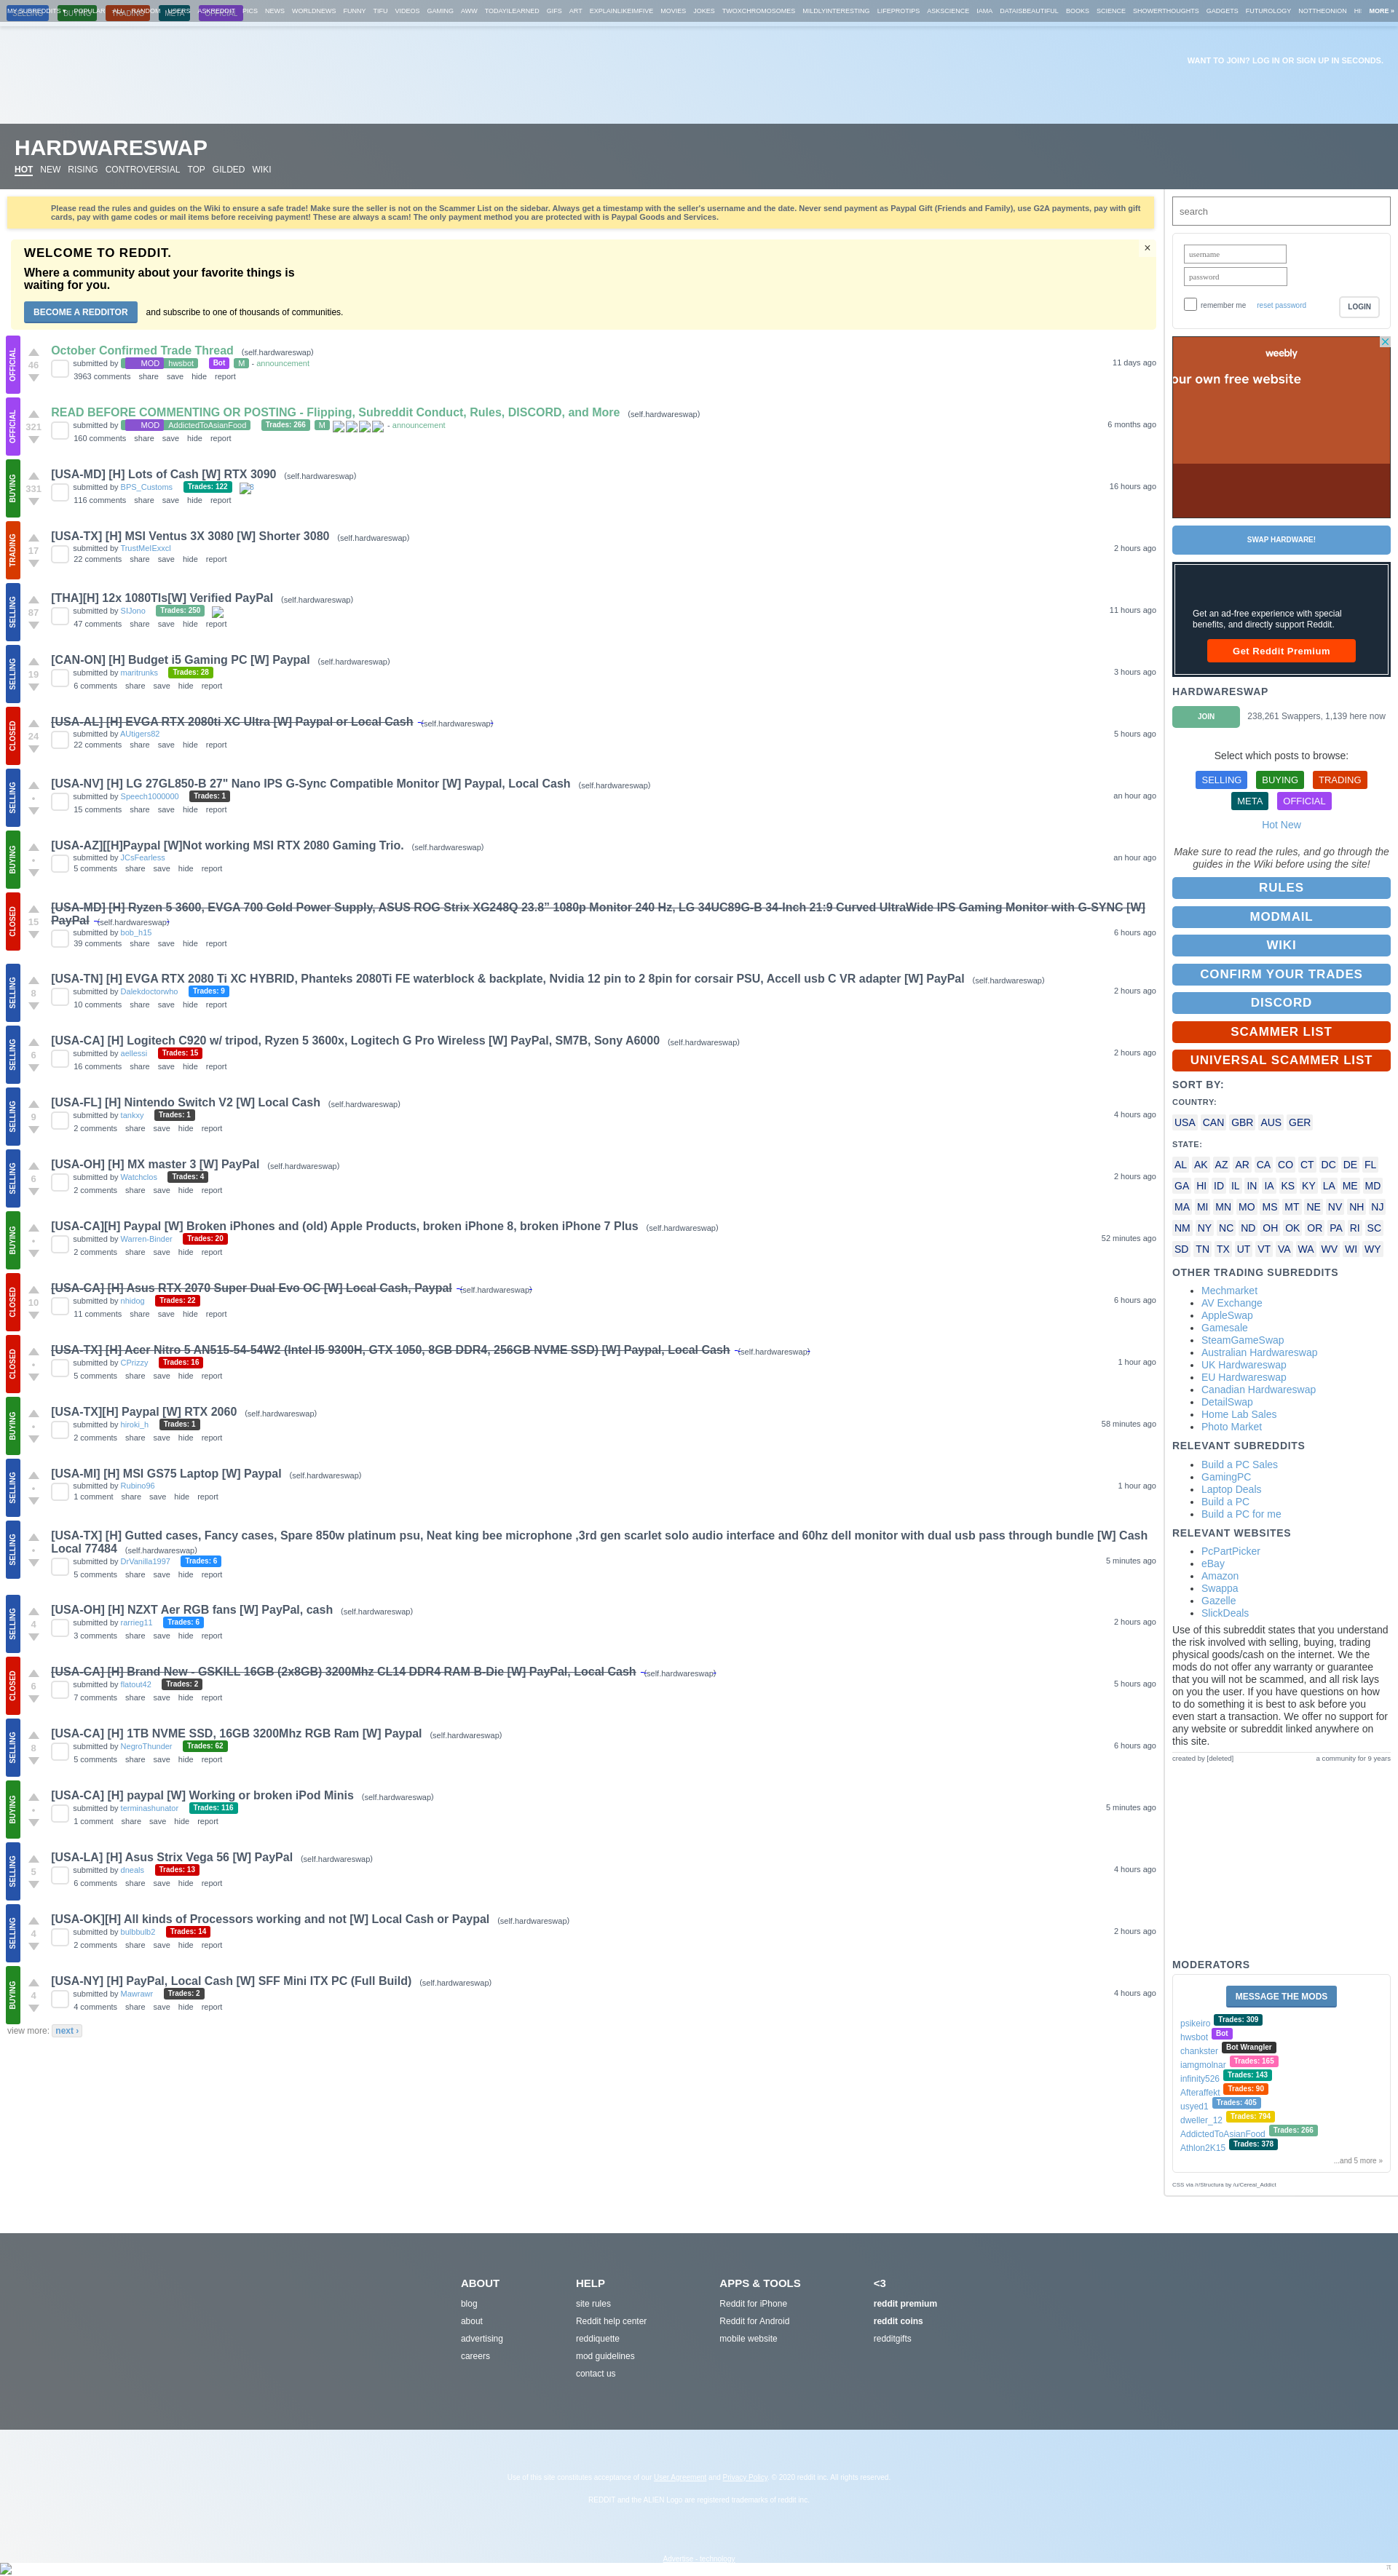 MY SUBREDDITS POPULAR ALL RANDOM USERS ASKREDDIT PICS NEWS WORLDNEWS FUNNY TIFU VIDEOS GAMING AWW TODAYILEARNED GIFS ART EXPLAINLIKEIMFIVE MOVIES JOKES TWOXCHROMOSOMES MILDLYINTERESTING LIFEPROTIPS ASKSCIENCE IAMA DATAISBEAUTIFUL BOOKS SCIENCE SHOWERTHOUGHTS GADGETS FUTUROLOGY NOTTHEONION HI MORE »
SELLING BUYING TRADING META OFFICIAL
WANT TO JOIN? LOG IN OR SIGN UP IN SECONDS.
HARDWARESWAP
HOT NEW RISING CONTROVERSIAL TOP GILDED WIKI
Please read the rules and guides on the Wiki to ensure a safe trade! Make sure the seller is not on the Scammer List on the sidebar. Always get a timestamp with the seller's username and the date. Never send payment as Paypal Gift (Friends and Family), use G2A payments, pay with gift
cards, pay with game codes or mail items before receiving payment! These are always a scam! The only payment method you are protected with is Paypal Goods and Services.
WELCOME TO REDDIT. ×
Where a community about your favorite things is
waiting for you.
BECOME A REDDITOR and subscribe to one of thousands of communities.
OFFICIAL
46
October Confirmed Trade Thread (self.hardwareswap)
submitted by MOD hwsbot Bot M - announcement 11 days ago
3963 comments share save hide report
OFFICIAL
321
READ BEFORE COMMENTING OR POSTING - Flipping, Subreddit Conduct, Rules, DISCORD, and More (self.hardwareswap)
submitted by MOD AddictedToAsianFood Trades: 266 M - announcement 6 months ago
160 comments share save hide report
BUYING
331
[USA-MD] [H] Lots of Cash [W] RTX 3090 (self.hardwareswap)
submitted by BPS_Customs Trades: 122 8 16 hours ago
116 comments share save hide report
TRADING
17
[USA-TX] [H] MSI Ventus 3X 3080 [W] Shorter 3080 (self.hardwareswap)
submitted by TrustMeIExxcl 2 hours ago
22 comments share save hide report
SELLING
87
[THA][H] 12x 1080TIs[W] Verified PayPal (self.hardwareswap)
submitted by SIJono Trades: 250 11 hours ago
47 comments share save hide report
SELLING
19
[CAN-ON] [H] Budget i5 Gaming PC [W] Paypal (self.hardwareswap)
submitted by maritrunks Trades: 28 3 hours ago
6 comments share save hide report
CLOSED
24
[USA-AL] [H] EVGA RTX 2080ti XC Ultra [W] Paypal or Local Cash (self.hardwareswap)
submitted by AUtigers82 5 hours ago
22 comments share save hide report
SELLING
•
[USA-NV] [H] LG 27GL850-B 27" Nano IPS G-Sync Compatible Monitor [W] Paypal, Local Cash (self.hardwareswap)
submitted by Speech1000000 Trades: 1 an hour ago
15 comments share save hide report
BUYING
•
[USA-AZ][[H]Paypal [W]Not working MSI RTX 2080 Gaming Trio. (self.hardwareswap)
submitted by JCsFearless an hour ago
5 comments share save hide report
CLOSED
15
[USA-MD] [H] Ryzen 5 3600, EVGA 700 Gold Power Supply, ASUS ROG Strix XG248Q 23.8” 1080p Monitor 240 Hz, LG 34UC89G-B 34-Inch 21:9 Curved UltraWide IPS Gaming Monitor with G-SYNC [W]
PayPal (self.hardwareswap)
submitted by bob_h15 6 hours ago
39 comments share save hide report
SELLING
8
[USA-TN] [H] EVGA RTX 2080 Ti XC HYBRID, Phanteks 2080Ti FE waterblock & backplate, Nvidia 12 pin to 2 8pin for corsair PSU, Accell usb C VR adapter [W] PayPal (self.hardwareswap)
submitted by Dalekdoctorwho Trades: 9 2 hours ago
10 comments share save hide report
SELLING
6
[USA-CA] [H] Logitech C920 w/ tripod, Ryzen 5 3600x, Logitech G Pro Wireless [W] PayPal, SM7B, Sony A6000 (self.hardwareswap)
submitted by aellessi Trades: 15 2 hours ago
16 comments share save hide report
SELLING
9
[USA-FL] [H] Nintendo Switch V2 [W] Local Cash (self.hardwareswap)
submitted by tankxy Trades: 1 4 hours ago
2 comments share save hide report
SELLING
6
[USA-OH] [H] MX master 3 [W] PayPal (self.hardwareswap)
submitted by Watchclos Trades: 4 2 hours ago
2 comments share save hide report
BUYING
•
[USA-CA][H] Paypal [W] Broken iPhones and (old) Apple Products, broken iPhone 8, broken iPhone 7 Plus (self.hardwareswap)
submitted by Warren-Binder Trades: 20 52 minutes ago
2 comments share save hide report
CLOSED
10
[USA-CA] [H] Asus RTX 2070 Super Dual Evo OC [W] Local Cash, Paypal (self.hardwareswap)
submitted by nhidog Trades: 22 6 hours ago
11 comments share save hide report
CLOSED
•
[USA-TX] [H] Acer Nitro 5 AN515-54-54W2 (Intel I5 9300H, GTX 1050, 8GB DDR4, 256GB NVME SSD) [W] Paypal, Local Cash (self.hardwareswap)
submitted by CPrizzy Trades: 16 1 hour ago
5 comments share save hide report
BUYING
•
[USA-TX][H] Paypal [W] RTX 2060 (self.hardwareswap)
submitted by hiroki_h Trades: 1 58 minutes ago
2 comments share save hide report
SELLING
•
[USA-MI] [H] MSI GS75 Laptop [W] Paypal (self.hardwareswap)
submitted by Rubino96 1 hour ago
1 comment share save hide report
SELLING
•
[USA-TX] [H] Gutted cases, Fancy cases, Spare 850w platinum psu, Neat king bee microphone ,3rd gen scarlet solo audio interface and 60hz dell monitor with dual usb pass through bundle [W] Cash
Local 77484 (self.hardwareswap)
submitted by DrVanilla1997 Trades: 6 5 minutes ago
5 comments share save hide report
SELLING
4
[USA-OH] [H] NZXT Aer RGB fans [W] PayPal, cash (self.hardwareswap)
submitted by rarrieg11 Trades: 6 2 hours ago
3 comments share save hide report
CLOSED
6
[USA-CA] [H] Brand New - GSKILL 16GB (2x8GB) 3200Mhz CL14 DDR4 RAM B-Die [W] PayPal, Local Cash (self.hardwareswap)
submitted by flatout42 Trades: 2 5 hours ago
7 comments share save hide report
SELLING
8
[USA-CA] [H] 1TB NVME SSD, 16GB 3200Mhz RGB Ram [W] Paypal (self.hardwareswap)
submitted by NegroThunder Trades: 62 6 hours ago
5 comments share save hide report
BUYING
•
[USA-CA] [H] paypal [W] Working or broken iPod Minis (self.hardwareswap)
submitted by terminashunator Trades: 116 5 minutes ago
1 comment share save hide report
SELLING
5
[USA-LA] [H] Asus Strix Vega 56 [W] PayPal (self.hardwareswap)
submitted by dneals Trades: 13 4 hours ago
6 comments share save hide report
SELLING
4
[USA-OK][H] All kinds of Processors working and not [W] Local Cash or Paypal (self.hardwareswap)
submitted by bulbbulb2 Trades: 14 2 hours ago
2 comments share save hide report
BUYING
4
[USA-NY] [H] PayPal, Local Cash [W] SFF Mini ITX PC (Full Build) (self.hardwareswap)
submitted by Mawrawr Trades: 2 4 hours ago
4 comments share save hide report
view more: next ›
search
username
password
remember me reset password LOGIN
weebly
our own free website
SWAP HARDWARE!
Get an ad-free experience with special
benefits, and directly support Reddit.
Get Reddit Premium
HARDWARESWAP
JOIN 238,261 Swappers, 1,139 here now
Select which posts to browse:
SELLING BUYING TRADING
META OFFICIAL
Hot New
Make sure to read the rules, and go through the
guides in the Wiki before using the site!
RULES
MODMAIL
WIKI
CONFIRM YOUR TRADES
DISCORD
SCAMMER LIST
UNIVERSAL SCAMMER LIST
SORT BY:
COUNTRY:
USA CAN GBR AUS GER
STATE:
AL AK AZ AR CA CO CT DC DE FL
GA HI ID IL IN IA KS KY LA ME MD
MA MI MN MO MS MT NE NV NH NJ
NM NY NC ND OH OK OR PA RI SC
SD TN TX UT VT VA WA WV WI WY
OTHER TRADING SUBREDDITS
Mechmarket
AV Exchange
AppleSwap
Gamesale
SteamGameSwap
Australian Hardwareswap
UK Hardwareswap
EU Hardwareswap
Canadian Hardwareswap
DetailSwap
Home Lab Sales
Photo Market
RELEVANT SUBREDDITS
Build a PC Sales
GamingPC
Laptop Deals
Build a PC
Build a PC for me
RELEVANT WEBSITES
PcPartPicker
eBay
Amazon
Swappa
Gazelle
SlickDeals
Use of this subreddit states that you understand
the risk involved with selling, buying, trading
physical goods/cash on the internet. We the
mods do not offer any warranty or guarantee
that you will not be scammed, and all risk lays
on you the user. If you have questions on how
to do something it is best to ask before you
even start a transaction. We offer no support for
any website or subreddit linked anywhere on
this site.
created by [deleted] a community for 9 years
MODERATORS
MESSAGE THE MODS
psikeiro Trades: 309
hwsbot Bot
chankster Bot Wrangler
iamgmolnar Trades: 165
infinity526 Trades: 143
Afteraffekt Trades: 90
usyed1 Trades: 405
dweller_12 Trades: 794
AddictedToAsianFood Trades: 266
Athlon2K15 Trades: 378
...and 5 more »
CSS via /r/Structura by /u/Cereal_Addict
ABOUT
blog
about
advertising
careers
HELP
site rules
Reddit help center
reddiquette
mod guidelines
contact us
APPS & TOOLS
Reddit for iPhone
Reddit for Android
mobile website
<3
reddit premium
reddit coins
redditgifts
Use of this site constitutes acceptance of our User Agreement and Privacy Policy. © 2020 reddit inc. All rights reserved.
REDDIT and the ALIEN Logo are registered trademarks of reddit inc.
Advertise - technology
π